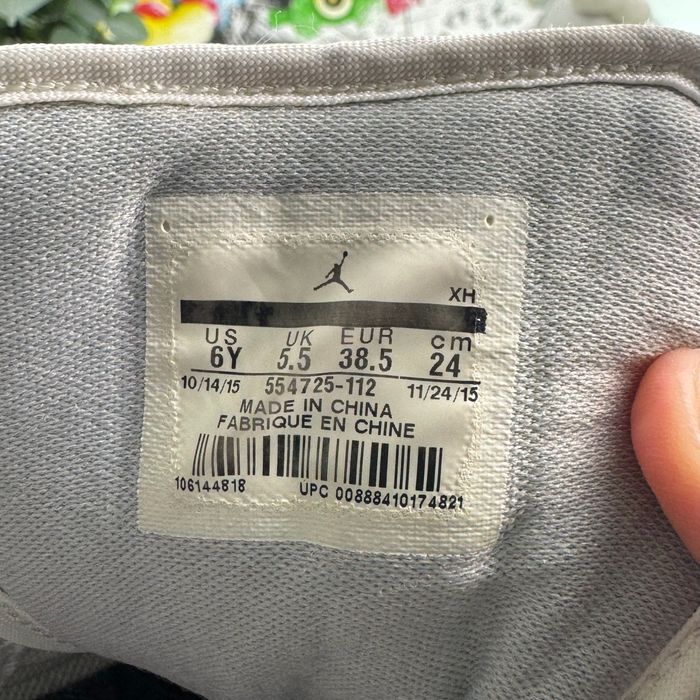 XH
US UK EUR cm
6Y 5.5 38.5 24
10/14/15 554725-112 11/24/15
MADE IN CHINA
FABRIQUE EN CHINE
106144818 UPC 00888410174821